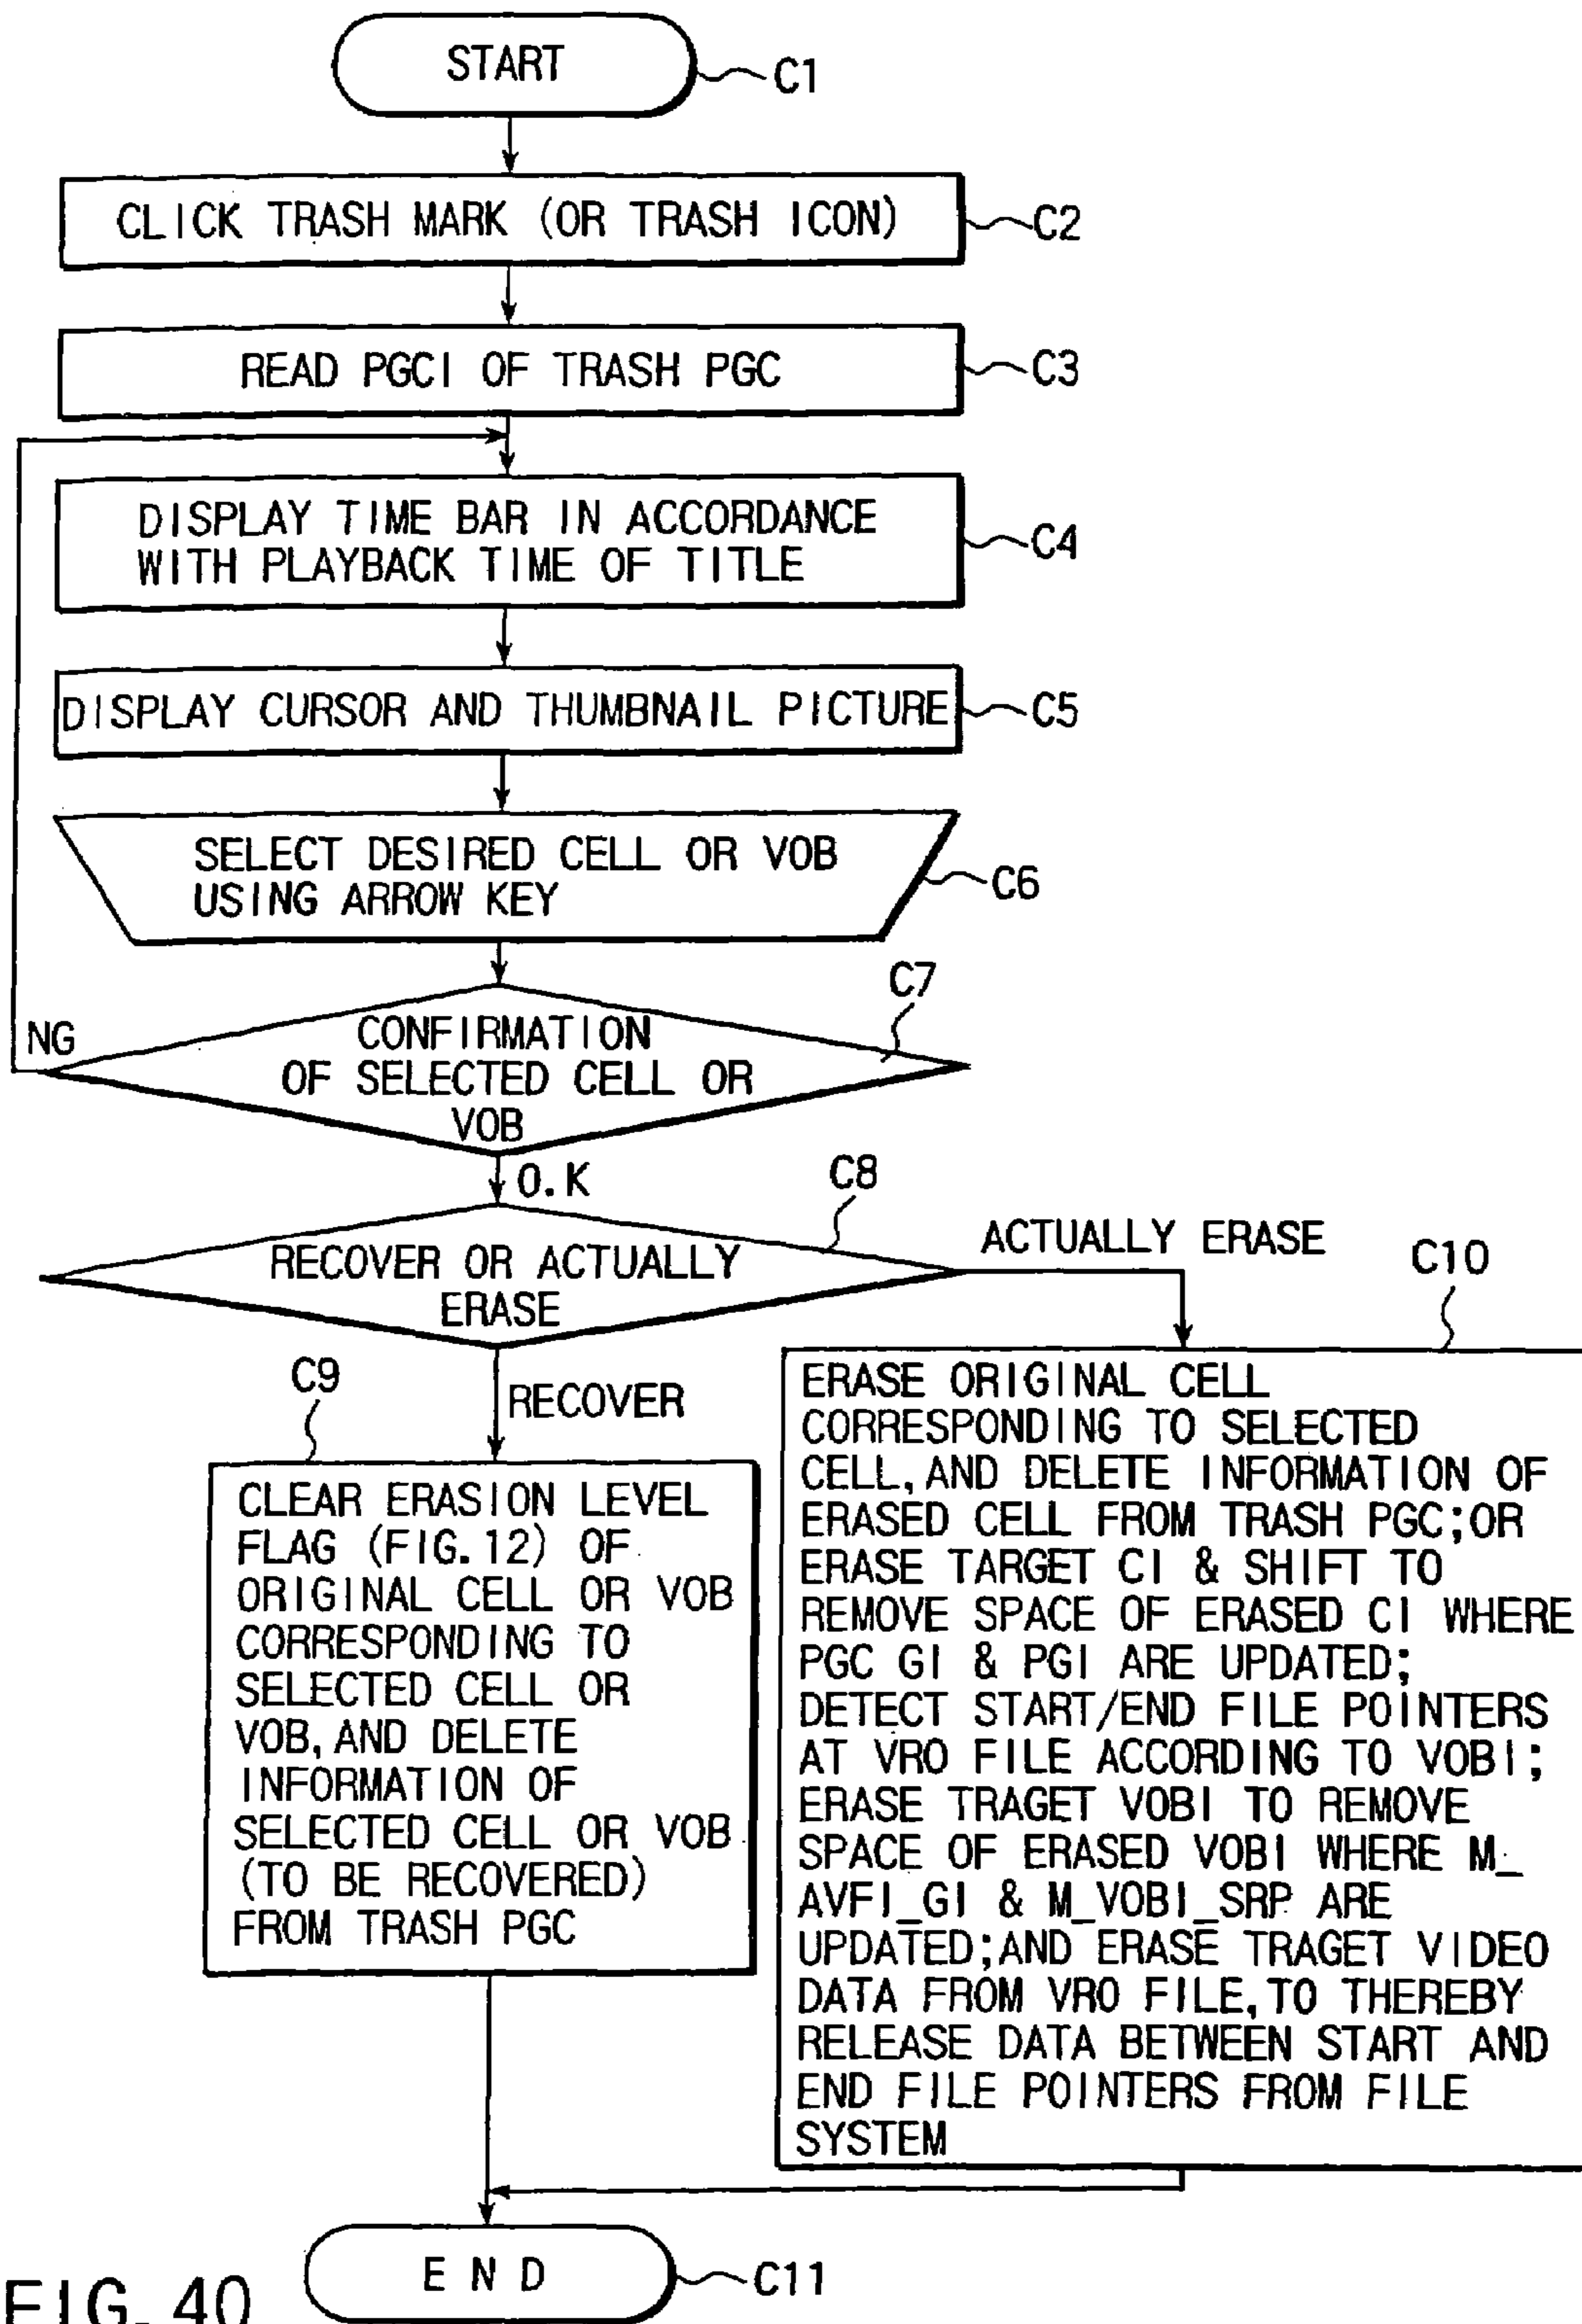 START
C1
CLICK TRASH MARK (OR TRASH ICON)
C2
READ PGCI OF TRASH PGC
C3
DISPLAY TIME BAR IN ACCORDANCE
WITH PLAYBACK TIME OF TITLE
C4
DISPLAY CURSOR AND THUMBNAIL PICTURE
C5
SELECT DESIRED CELL OR VOB
USING ARROW KEY
C6
C7
NG
CONFIRMATION
OF SELECTED CELL OR
VOB
O.K
C8
RECOVER OR ACTUALLY
ERASE
ACTUALLY ERASE
C9
RECOVER
CLEAR ERASION LEVEL
FLAG (FIG.12) OF
ORIGINAL CELL OR VOB
CORRESPONDING TO
SELECTED CELL OR
VOB, AND DELETE
INFORMATION OF
SELECTED CELL OR VOB
(TO BE RECOVERED)
FROM TRASH PGC
C10
ERASE ORIGINAL CELL
CORRESPONDING TO SELECTED
CELL, AND DELETE INFORMATION OF
ERASED CELL FROM TRASH PGC;OR
ERASE TARGET CI & SHIFT TO
REMOVE SPACE OF ERASED CI WHERE
PGC GI & PGI ARE UPDATED;
DETECT START/END FILE POINTERS
AT VRO FILE ACCORDING TO VOBI;
ERASE TRAGET VOBI TO REMOVE
SPACE OF ERASED VOBI WHERE M_
AVFI_GI & M_VOBI_SRP ARE
UPDATED;AND ERASE TRAGET VIDEO
DATA FROM VRO FILE, TO THEREBY
RELEASE DATA BETWEEN START AND
END FILE POINTERS FROM FILE
SYSTEM
END
C11
FIG. 40